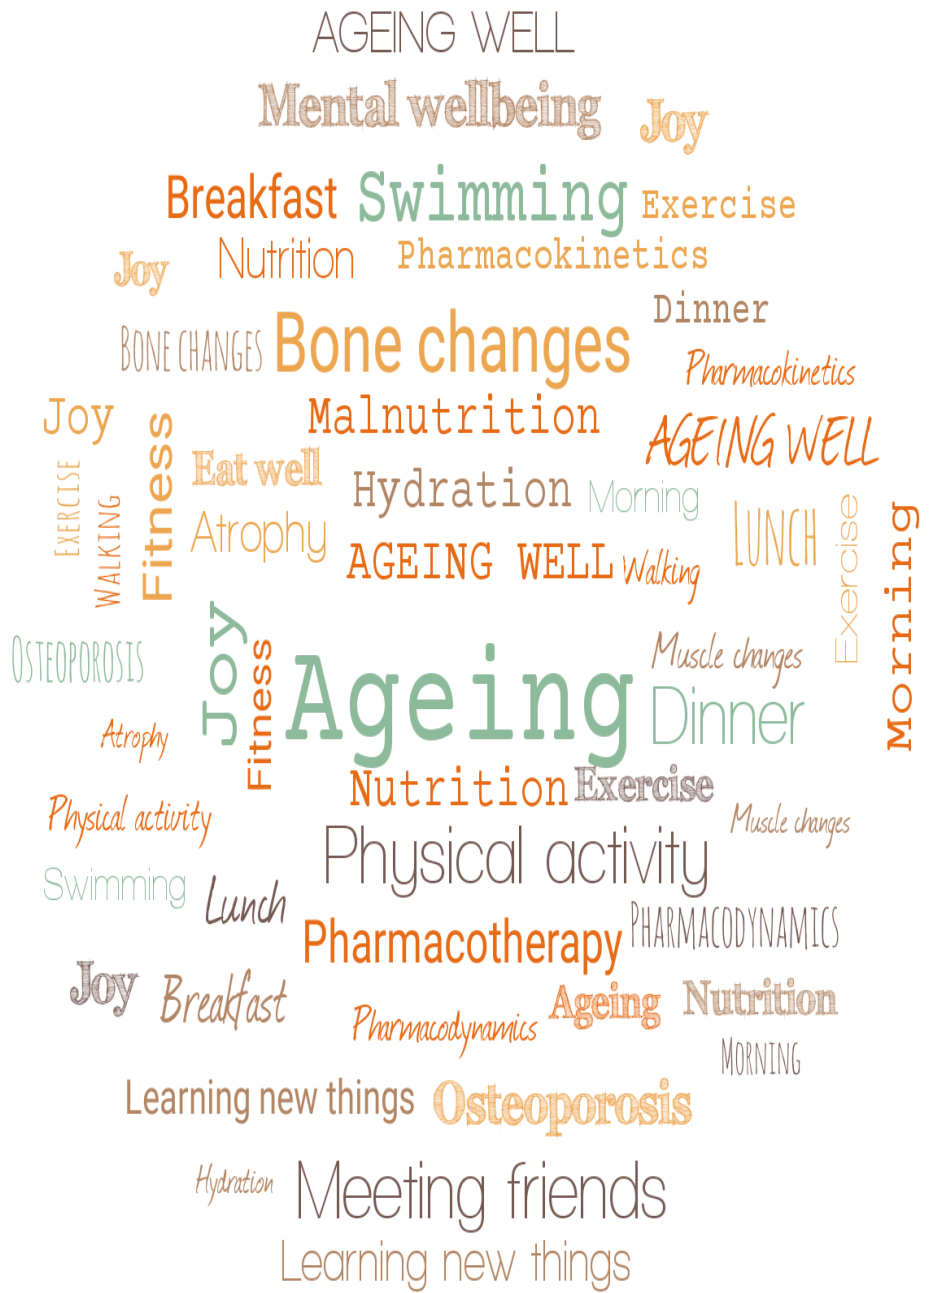 AGEING WELL
Mental wellbeing
Joy
Breakfast
Swimming
Exercise
Joy
Nutrition
Pharmacokinetics
Dinner
Bone changes
Bone changes
Pharmacokinetics
Joy
Fitness
Malnutrition
AGEING WELL
Exercise
Walking
Eat well
Hydration
Morning
Lunch
Exercise
Morning
Atrophy
AGEING WELL
Walking
Osteoporosis
Joy
Fitness
Ageing
Muscle changes
Dinner
Atrophy
Nutrition
Exercise
Physical activity
Physical activity
Muscle changes
Swimming
Lunch
Pharmacotherapy
Pharmacodynamics
Joy
Breakfast
Pharmacodynamics
Ageing
Nutrition
Morning
Learning new things
Osteoporosis
Hydration
Meeting friends
Learning new things